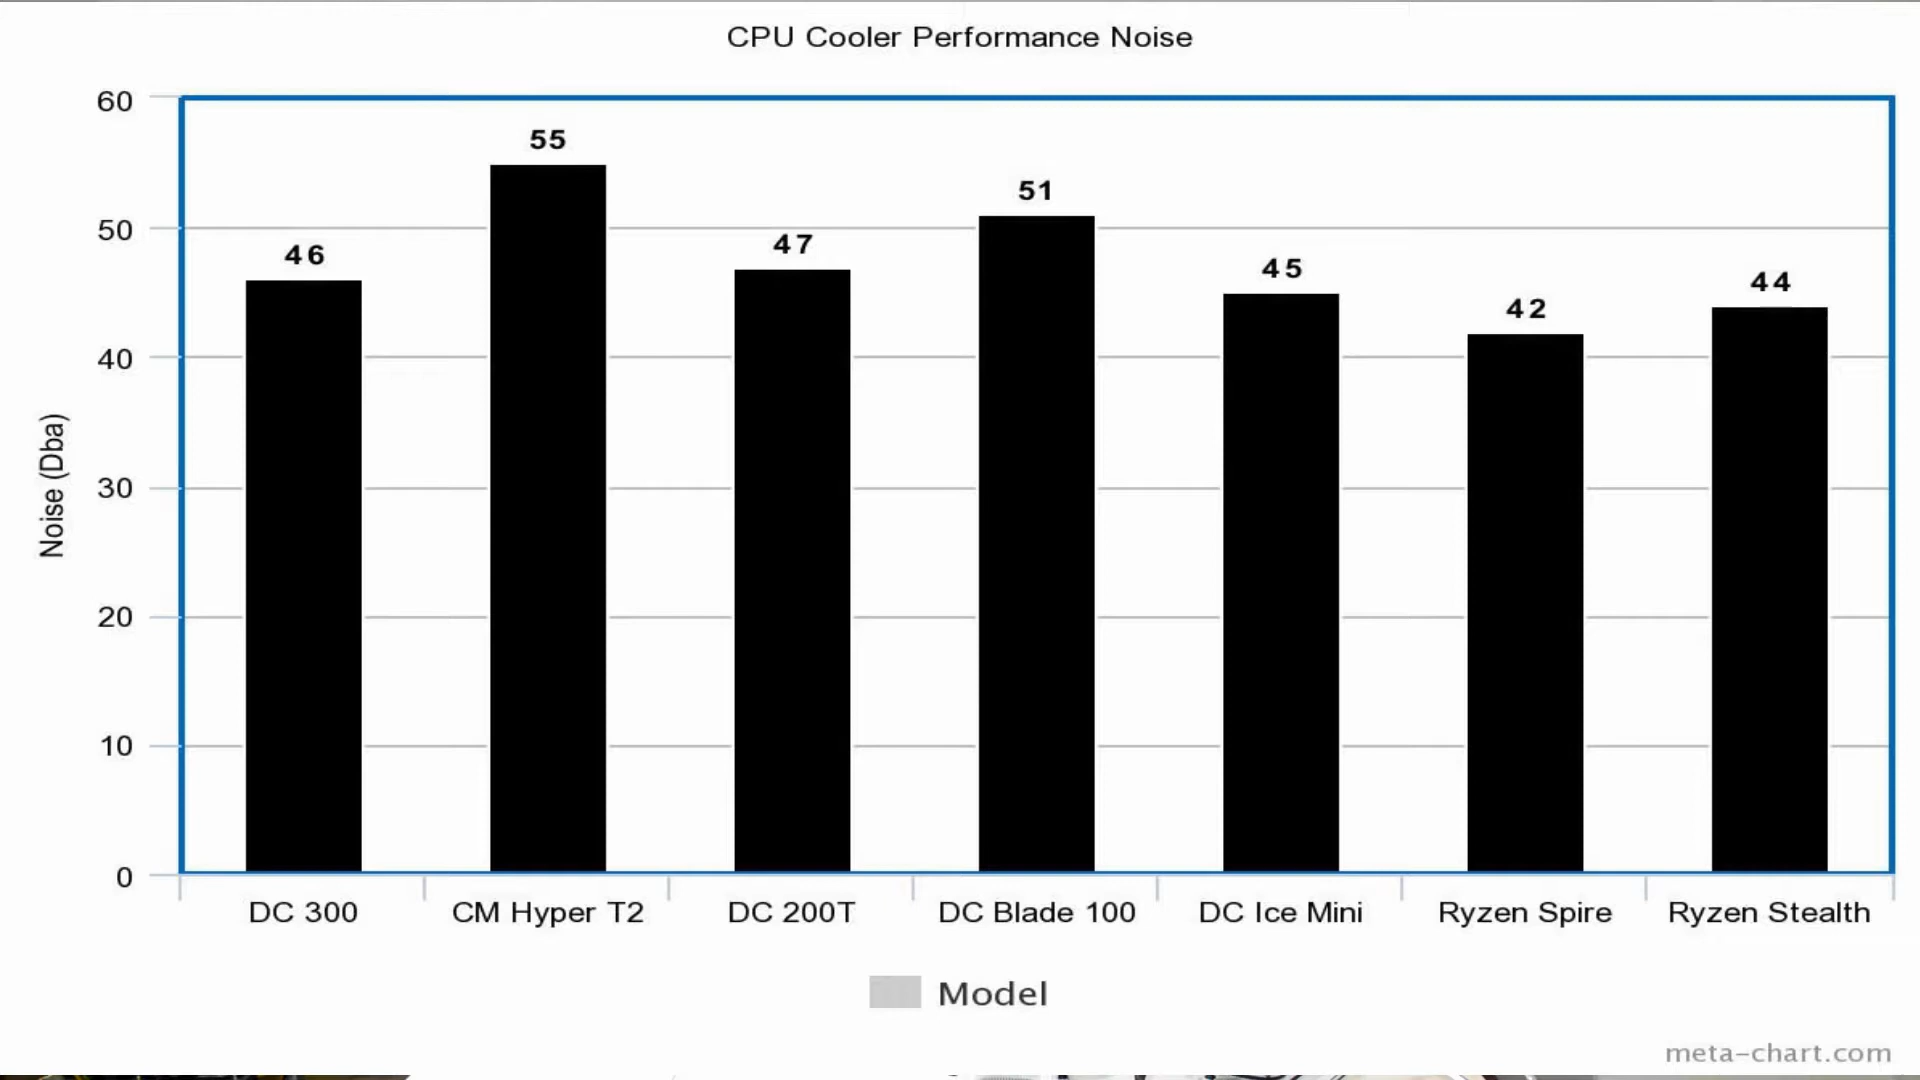 CPU Cooler Performance Noise
60
50
40
30
20
10
0
Noise (Dba)
46
55
47
51
45
42
44
DC 300
CM Hyper T2
DC 200T
DC Blade 100
DC Ice Mini
Ryzen Spire
Ryzen Stealth
Model
meta-chart.com